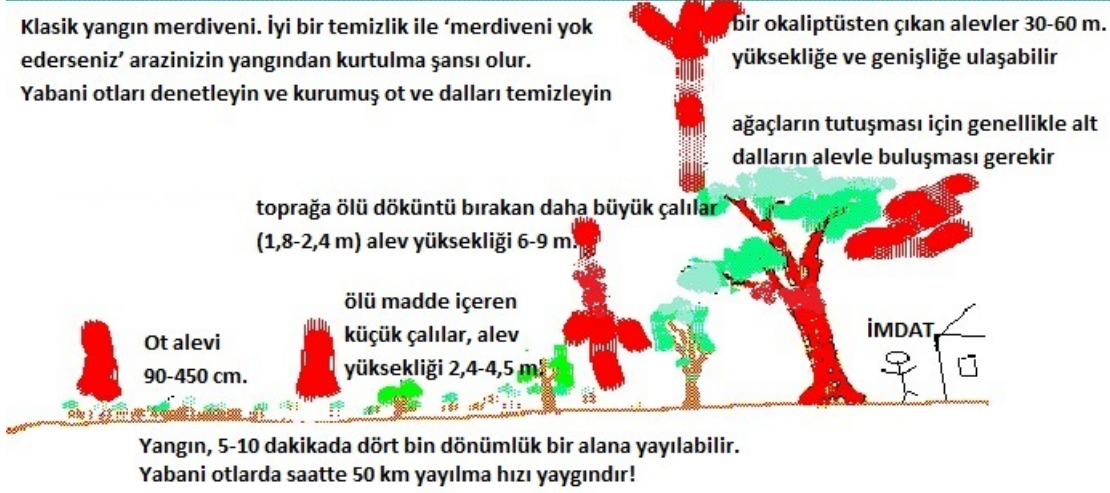 Klasik yangın merdiveni. İyi bir temizlik ile ‘merdiveni yok
ederseniz’ arazinizin yangından kurtulma şansı olur.
Yabani otları denetleyin ve kurumuş ot ve dalları temizleyin
bir okaliptüsten çıkan alevler 30-60 m.
yüksekliğe ve genişliğe ulaşabilir
ağaçların tutuşması için genellikle alt
dalların alevle buluşması gerekir
toprağa ölü döküntü bırakan daha büyük çalılar
(1,8-2,4 m) alev yüksekliği 6-9 m.
ölü madde içeren
küçük çalılar, alev
yüksekliği 2,4-4,5 m.
Ot alevi
90-450 cm.
İMDAT
Yangın, 5-10 dakikada dört bin dönümlük bir alana yayılabilir.
Yabani otlarda saatte 50 km yayılma hızı yaygındır!